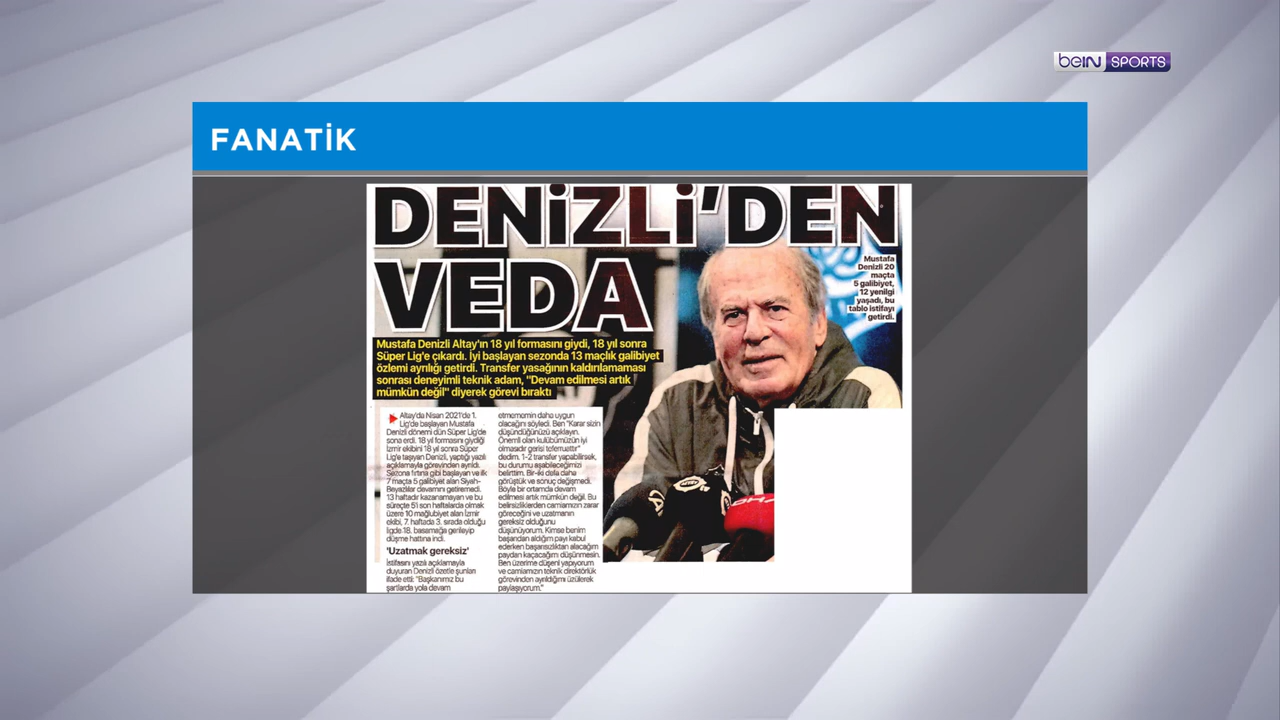 beIN SPORTS
FANATİK
DENİZLİ'DEN
VEDA
Mustafa
Denizli 20
maçta
5 galibiyet,
12 yenilgi
yaşadı, bu
tablo istifayı
getirdi.
Mustafa Denizli Altay'ın 18 yıl formasını giydi, 18 yıl sonra
Süper Lig'e çıkardı. İyi başlayan sezonda 13 maçlık galibiyet
özlemi ayrılığı getirdi. Transfer yasağının kaldırılamaması
sonrası deneyimli teknik adam, "Devam edilmesi artık
mümkün değil" diyerek görevi bıraktı
Altay'da Nisan 2021'de 1.
Lig'de başlayan Mustafa
Denizli dönemi dün Süper Lig'de
sona erdi. 18 yıl formasını giydiği
İzmir ekibini 18 yıl sonra Süper
Lig'e taşıyan Denizli, yaptığı yazılı
açıklamayla görevinden ayrıldı.
Sezona fırtına gibi başlayan ve ilk
7 maçta 5 galibiyet alan Siyah-
Beyazlılar devamını getiremedi.
13 haftadır kazanamayan ve bu
süreçte 5'i son haftalarda olmak
üzere 10 mağlubiyet alan İzmir
ekibi, 7. haftada 3. sırada olduğu
ligde 18. basamağa gerileyip
düşme hattına indi.
'Uzatmak gereksiz'
İstifasını yazılı açıklamayla
duyuran Denizli özetle şunları
ifade etti: "Başkanımız bu
şartlarda yola devam
etmememin daha uygun
olacağını söyledi. Ben "Karar sizin
düşündüğünüzü açıklayın.
Önemli olan kulübümüzün iyi
olmasıdır gerisi teferruattır"
dedim. 1-2 transfer yapabilirsek,
bu durumu aşabileceğimizi
belirttim. Bir-iki defa daha
görüştük ve sonuç değişmedi.
Böyle bir ortamda devam
edilmesi artık mümkün değil. Bu
belirsizliklerden camiamızın zarar
göreceğini ve uzatmanın
gereksiz olduğunu
düşünüyorum. Kimse benim
başarıdan aldığım payı kabul
ederken başarısızlıktan alacağım
paydan kaçacağımı düşünmesin.
Ben üzerime düşeni yapıyorum
ve camiamızın teknik direktörlük
görevinden ayrıldığımı üzülerek
paylaşıyorum."